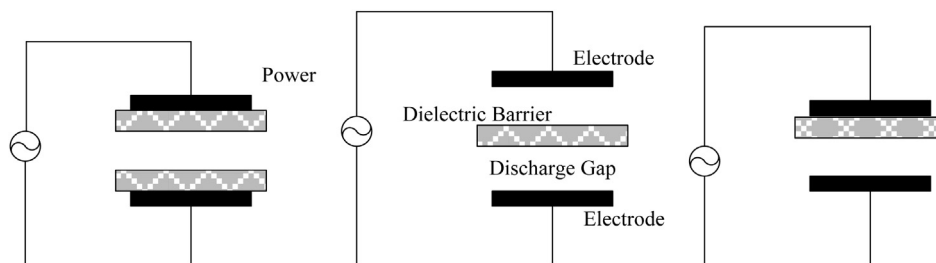 Power
Electrode
Dielectric Barrier
Discharge Gap
Electrode